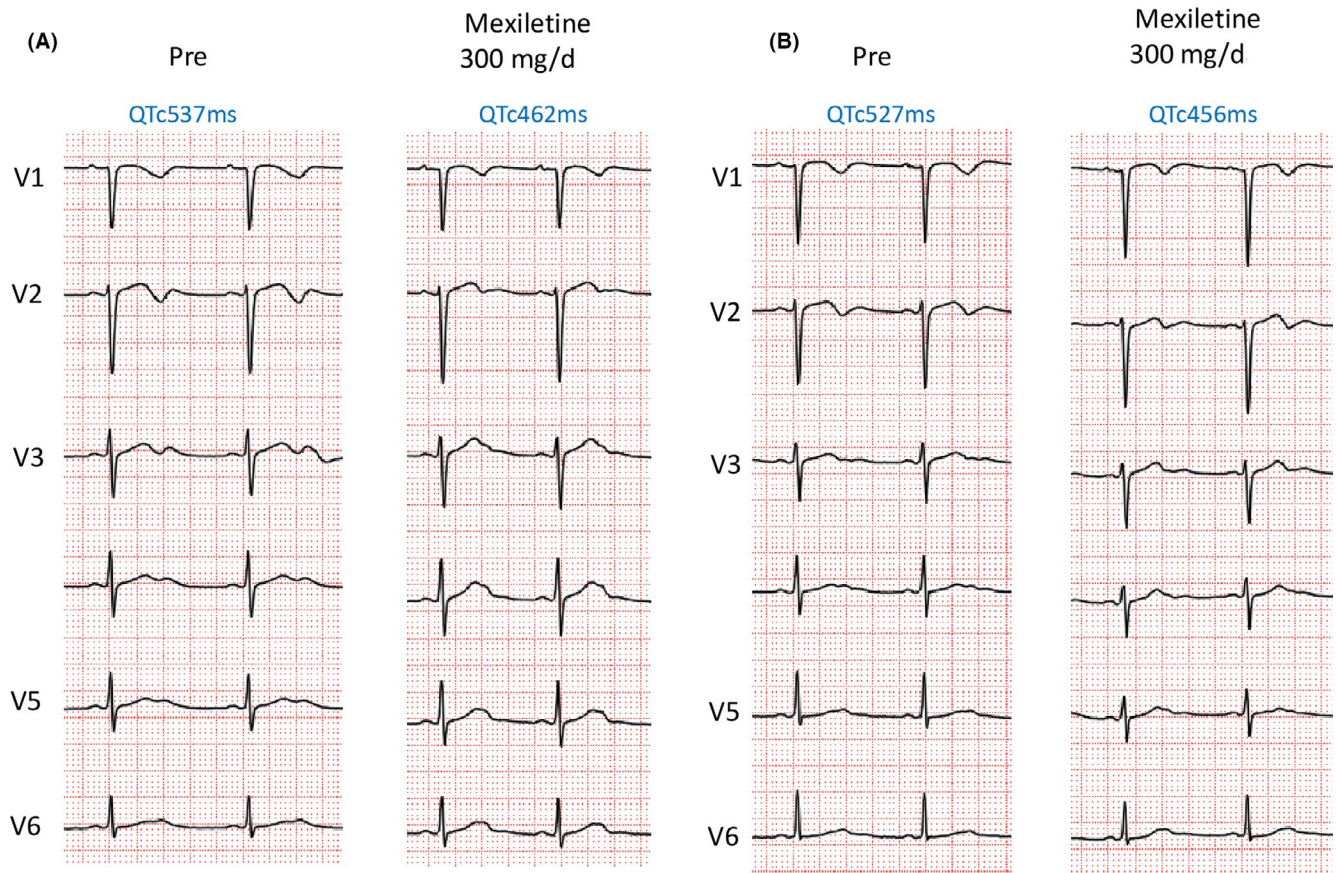 (A)
Pre
Mexiletine
300 mg/d
(B)
Pre
Mexiletine
300 mg/d
QTc537ms
QTc462ms
QTc527ms
QTc456ms
V1
V1
V2
V2
V3
V3
V5
V5
V6
V6